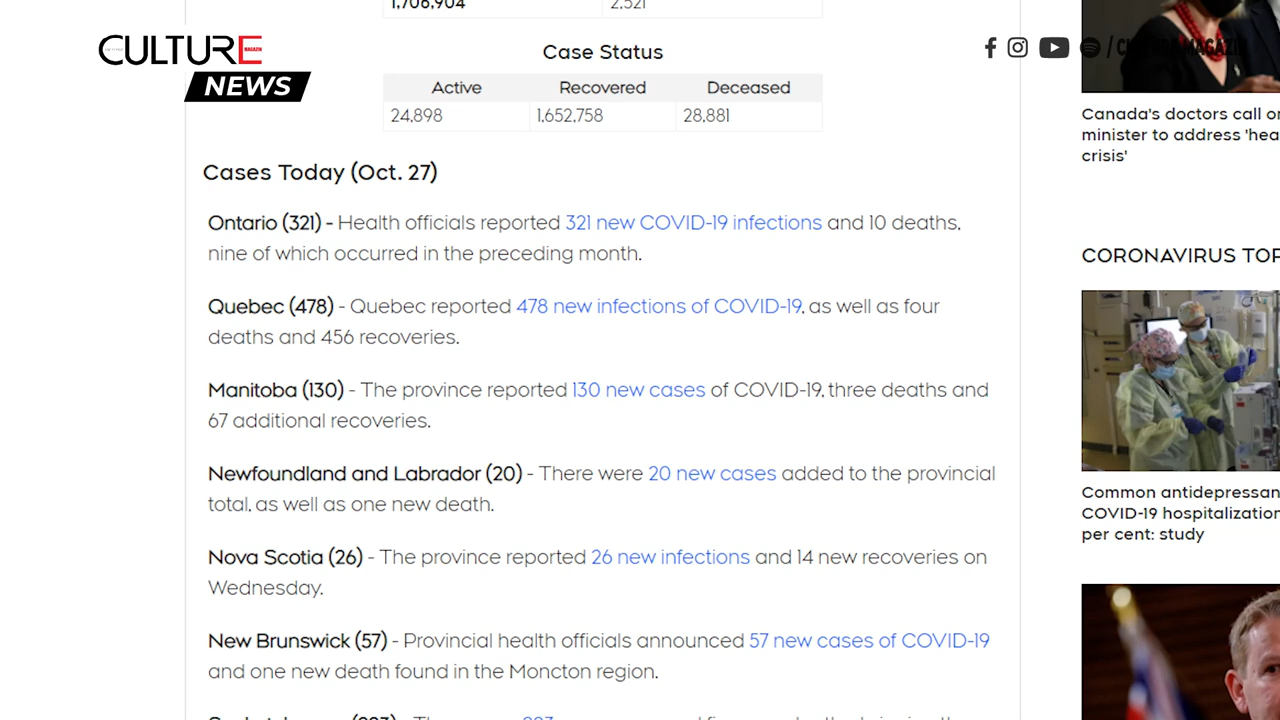 1,706,904 2,521
CULTURE MAGAZIN
NEWS
Case Status
Active Recovered Deceased
24,898 1,652,758 28,881
Cases Today (Oct. 27)
Ontario (321) - Health officials reported 321 new COVID-19 infections and 10 deaths,
nine of which occurred in the preceding month.
Quebec (478) - Quebec reported 478 new infections of COVID-19, as well as four
deaths and 456 recoveries.
Manitoba (130) - The province reported 130 new cases of COVID-19, three deaths and
67 additional recoveries.
Newfoundland and Labrador (20) - There were 20 new cases added to the provincial
total, as well as one new death.
Nova Scotia (26) - The province reported 26 new infections and 14 new recoveries on
Wednesday.
New Brunswick (57) - Provincial health officials announced 57 new cases of COVID-19
and one new death found in the Moncton region.
/ CULTURE MAGAZIN
Canada's doctors call on
minister to address 'hea
crisis'
CORONAVIRUS TOP
Common antidepressan
COVID-19 hospitalization
per cent: study